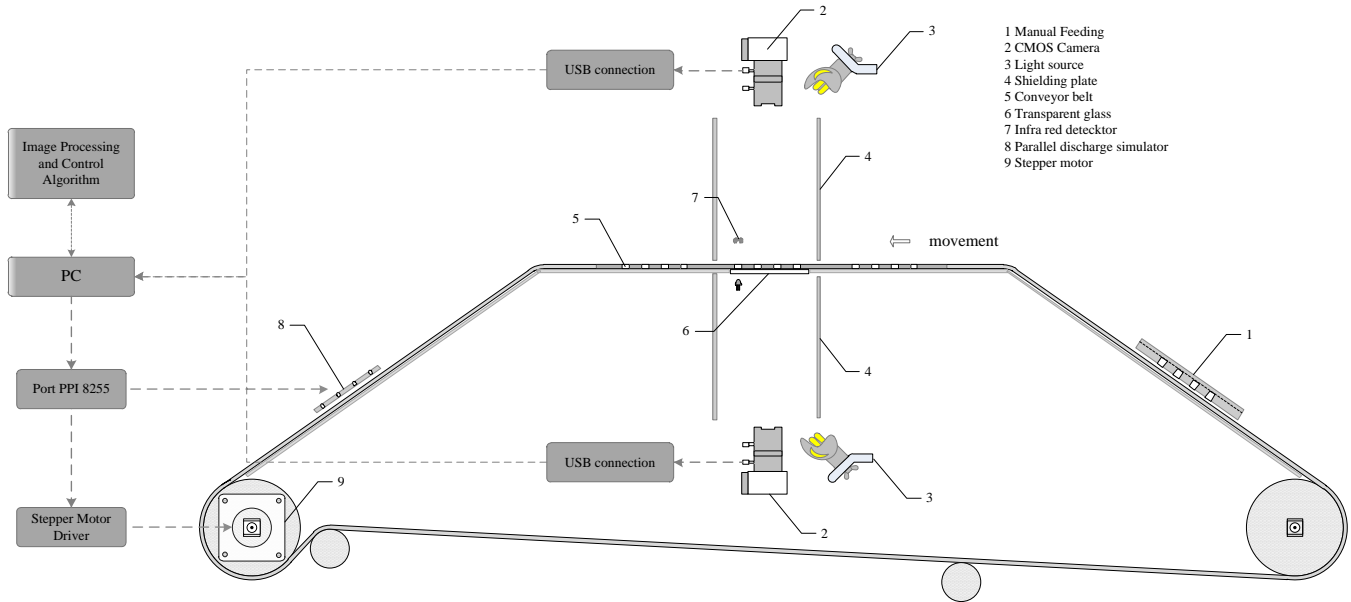 2
3
USB connection
1 Manual Feeding
2 CMOS Camera
3 Light source
4 Shielding plate
5 Conveyor belt
6 Transparent glass
7 Infra red detecktor
8 Parallel discharge simulator
9 Stepper motor
Image Processing
and Control
Algorithm
4
7
5
movement
PC
8
6
1
Port PPI 8255
4
USB connection
9
3
Stepper Motor
Driver
2